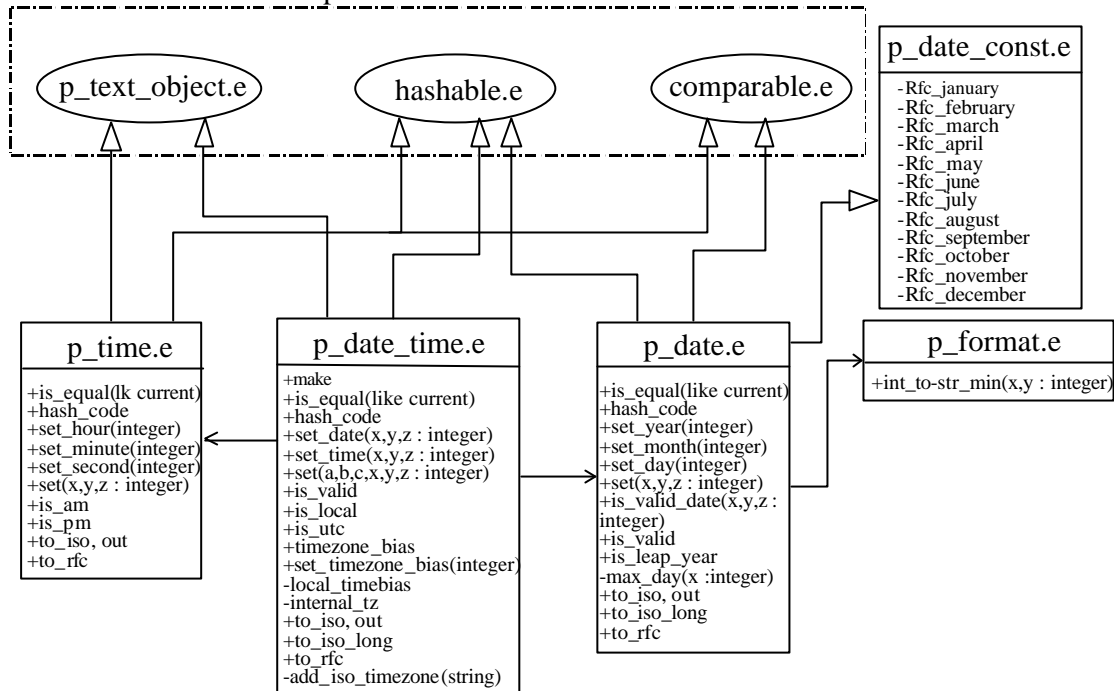 p_text_object.e
hashable.e
comparable.e
p_date_const.e
-Rfc_january
-Rfc_february
-Rfc_march
-Rfc_april
-Rfc_may
-Rfc_june
-Rfc_july
-Rfc_august
-Rfc_september
-Rfc_october
-Rfc_november
-Rfc_december
p_time.e
+is_equal(lk current)
+hash_code
+set_hour(integer)
+set_minute(integer)
+set_second(integer)
+set(x,y,z : integer)
+is_am
+is_pm
+to_iso, out
+to_rfc
p_date_time.e
+make
+is_equal(like current)
+hash_code
+set_date(x,y,z : integer)
+set_time(x,y,z : integer)
+set(a,b,c,x,y,z : integer)
+is_valid
+is_local
+is_utc
+timezone_bias
+set_timezone_bias(integer)
-local_timebias
-internal_tz
+to_iso, out
+to_iso_long
+to_rfc
-add_iso_timezone(string)
p_date.e
+is_equal(like current)
+hash_code
+set_year(integer)
+set_month(integer)
+set_day(integer)
+set(x,y,z : integer)
+is_valid_date(x,y,z :
integer)
+is_valid
+is_leap_year
-max_day(x :integer)
+to_iso, out
+to_iso_long
+to_rfc
p_format.e
+int_to-str_min(x,y : integer)